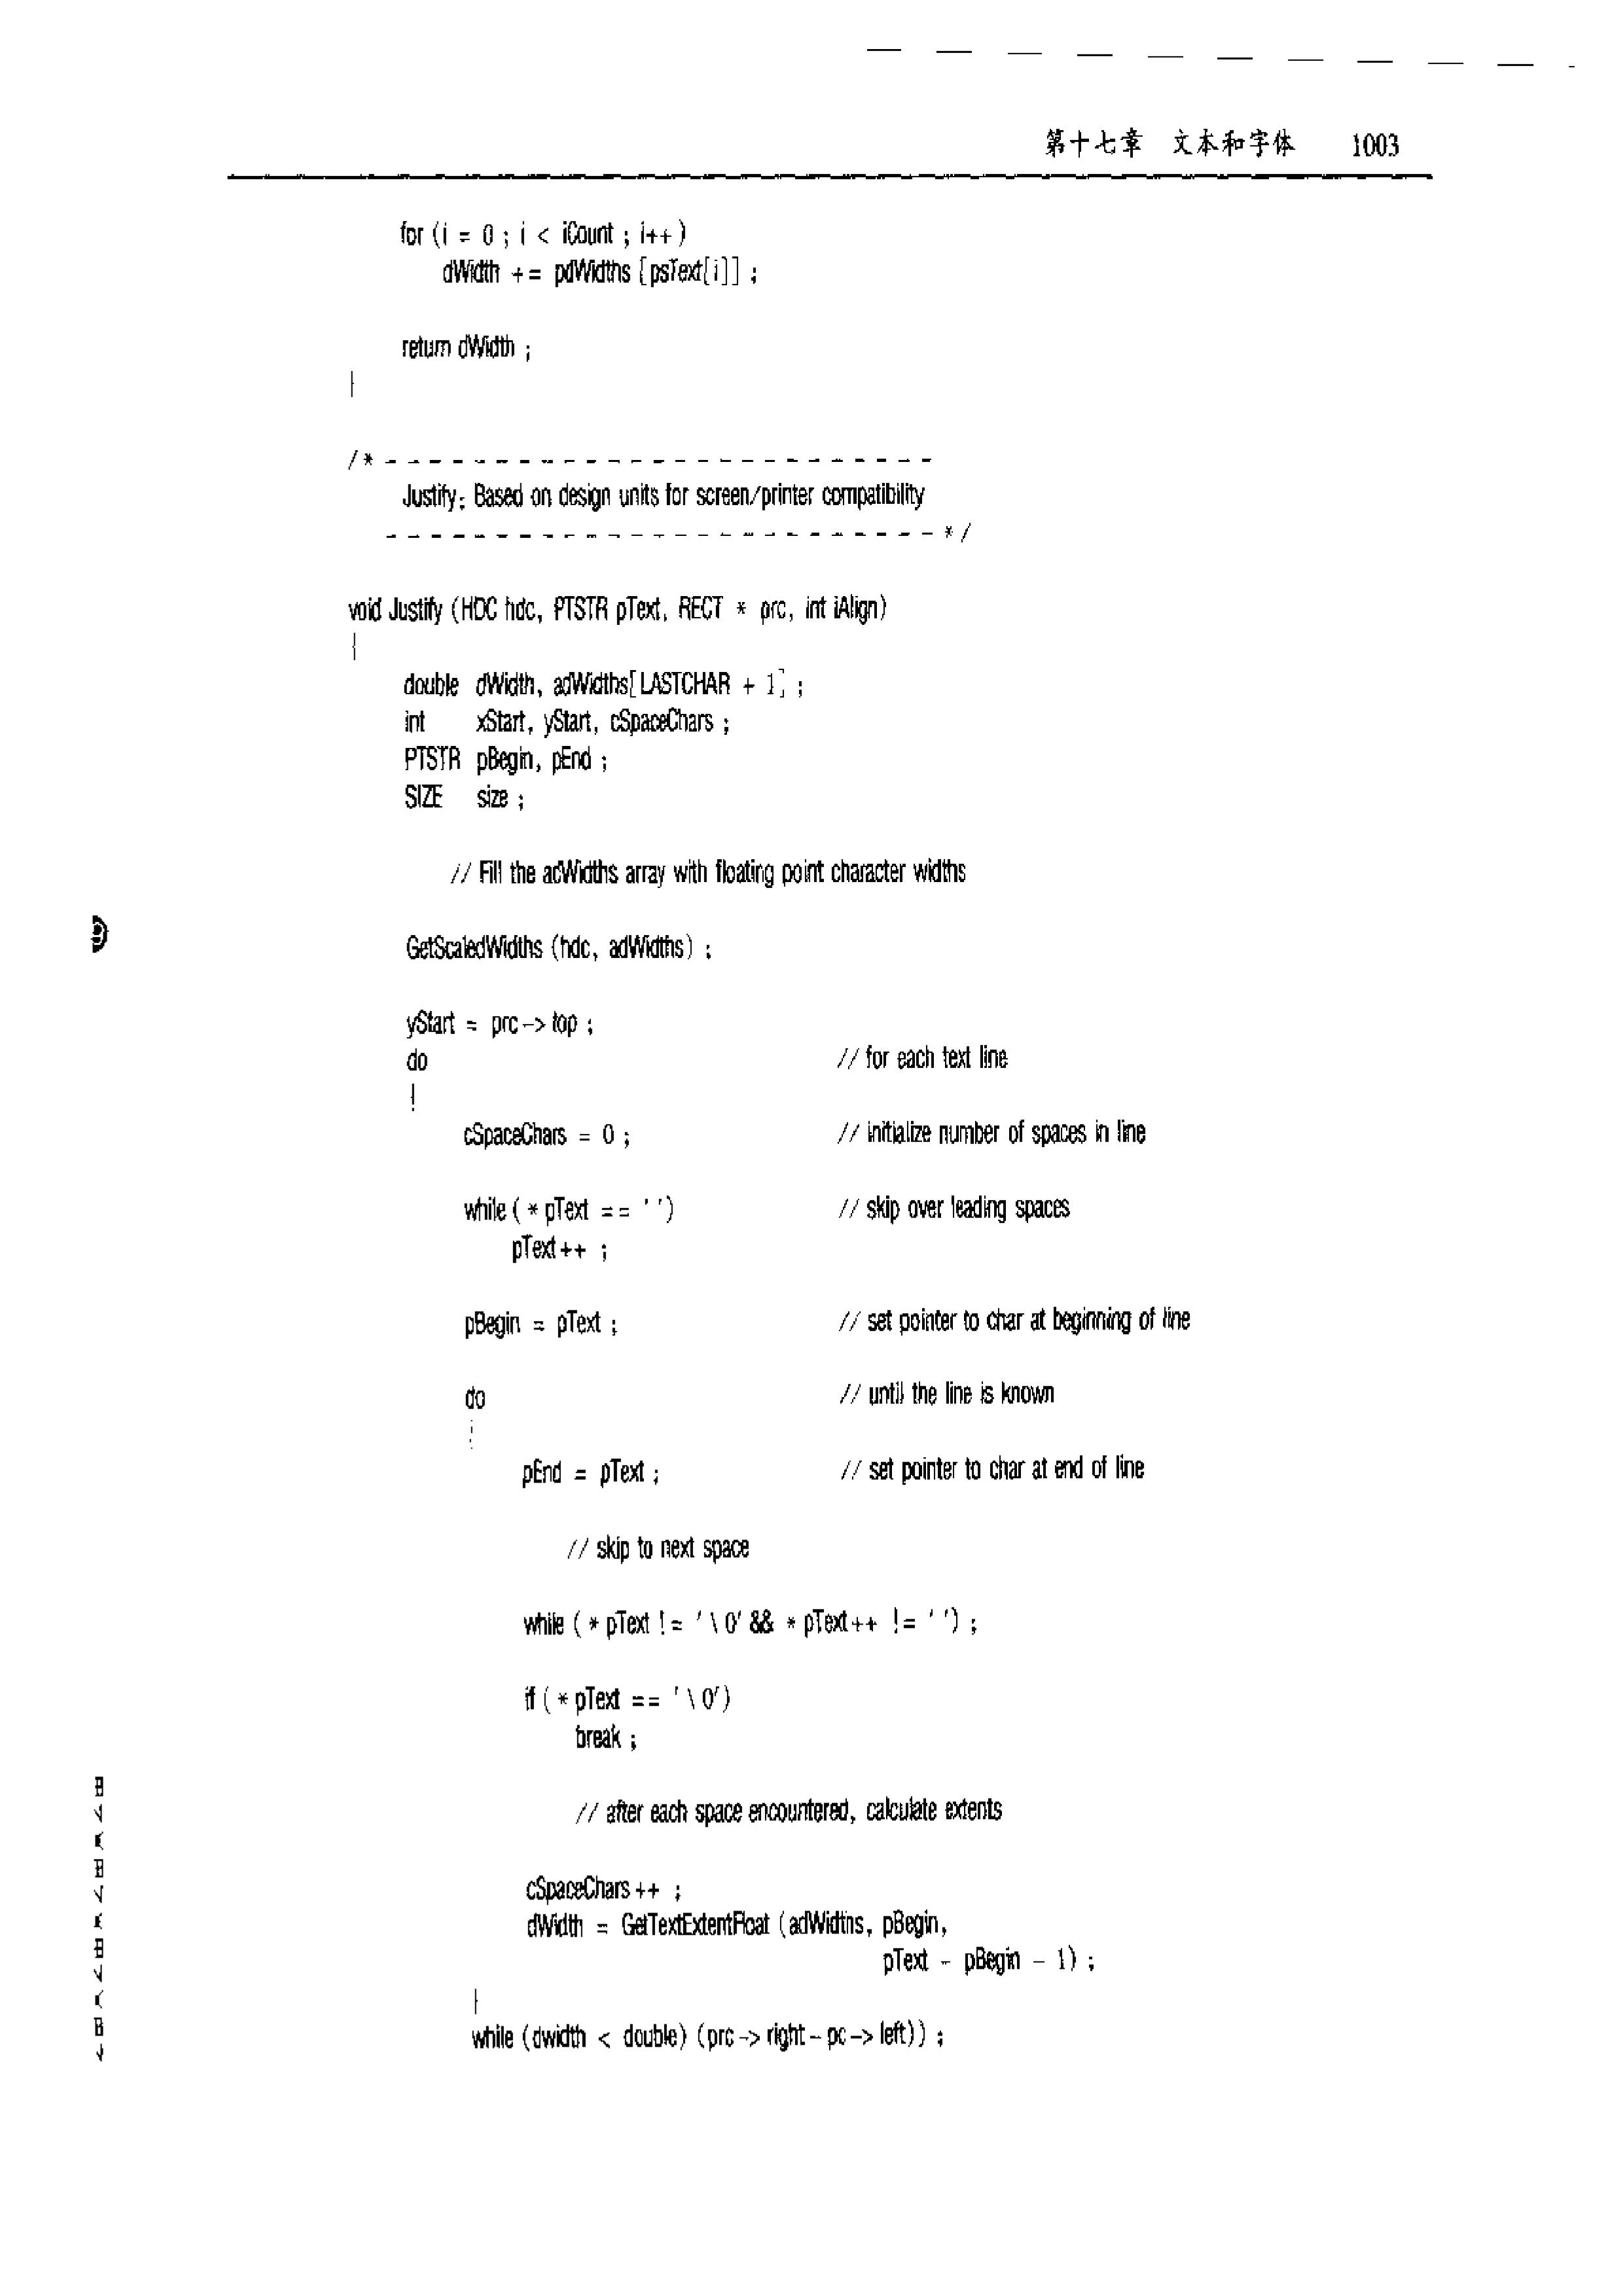 第十七章 文本和字体 1003
for (i = 0 ; i < iCount ; i++ )
dWidth += pdWidths [psText[i]] ;
return dWidth ;
}
/* - - - - - - - - - - - - - - - - - - - - - - - - -
Justify: Based on design units for screen/printer compatibility
- - - - - - - - - - - - - - - - - - - - - - - - - */
void Justify (HDC hdc, PTSTR pText, RECT * prc, int iAlign)
{
double dWidth, adWidths[LASTCHAR + 1] ;
int xStart, yStart, cSpaceChars ;
PTSTR pBegin, pEnd ;
SIZE size ;
// Fill the adWidths array with floating point character widths
GetScaledWidths (hdc, adWidths) ;
yStart = prc -> top ;
do // for each text line
{
cSpaceChars = 0 ; // initialize number of spaces in line
while ( * pText == ' ') // skip over leading spaces
pText++ ;
pBegin = pText ; // set pointer to char at beginning of line
do // until the line is known
{
pEnd = pText ; // set pointer to char at end of line
// skip to next space
while ( * pText != '\0' && * pText++ != ' ') ;
if ( * pText == '\0')
break ;
// after each space encountered, calculate extents
cSpaceChars++ ;
dWidth = GetTextExtentFloat (adWidths, pBegin,
pText - pBegin - 1) ;
}
while (dwidth < double) (prc -> right - pc -> left)) ;